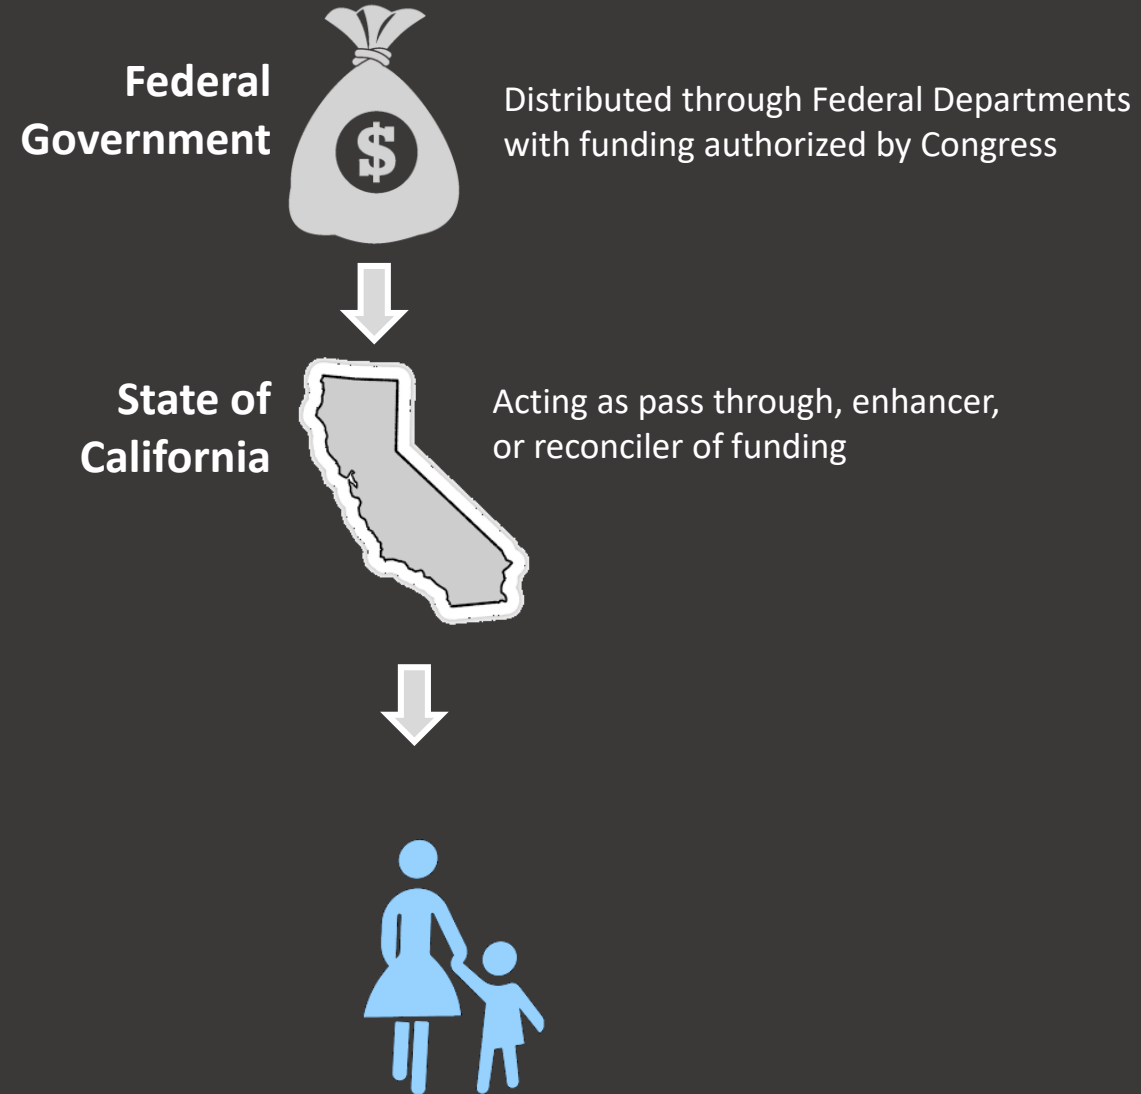 Federal
Government
$
Distributed through Federal Departments
with funding authorized by Congress
State of
California
Acting as pass through, enhancer,
or reconciler of funding